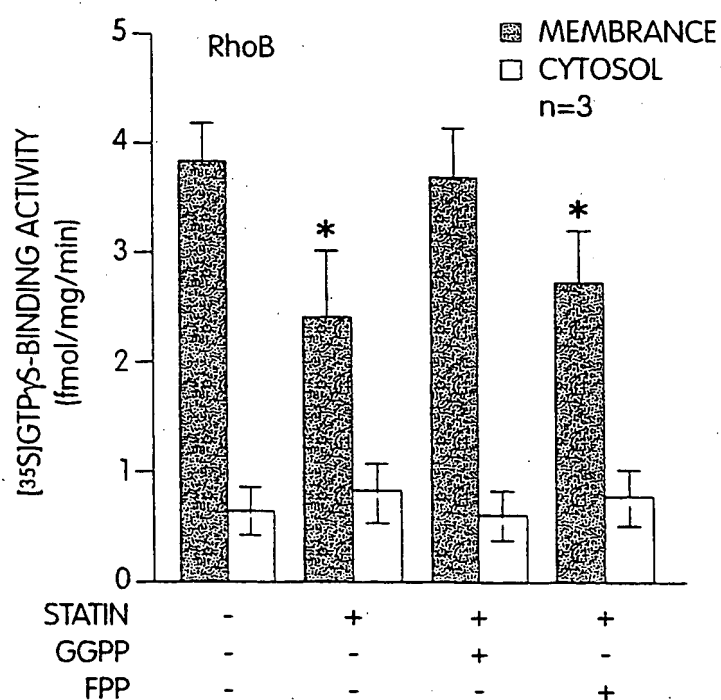 RhoB
MEMBRANCE
CYTOSOL
n=3
[35S]GTPγS-BINDING ACTIVITY
(fmol/mg/min)
5
4
3
2
1
0
*
*
STATIN - + + +
GGPP - - + -
FPP - - - +